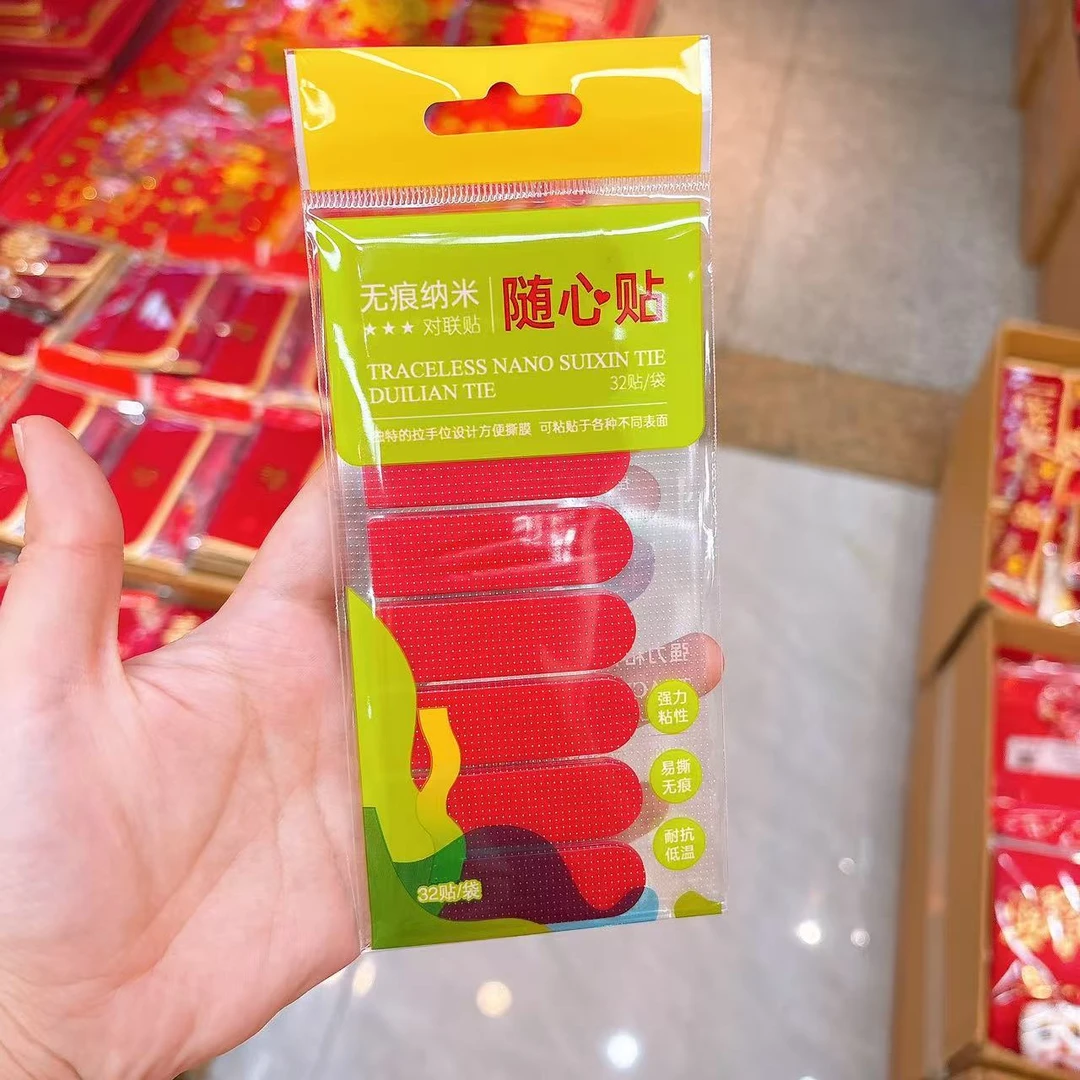 无痕纳米
随心贴
★★★ 对联贴
TRACELESS NANO SUIXIN TIE
DUILIAN TIE
32贴/袋
独特的拉手位设计方便撕膜 可粘贴于各种不同表面
强力
粘性
易撕
无痕
耐抗
低温
32贴/袋